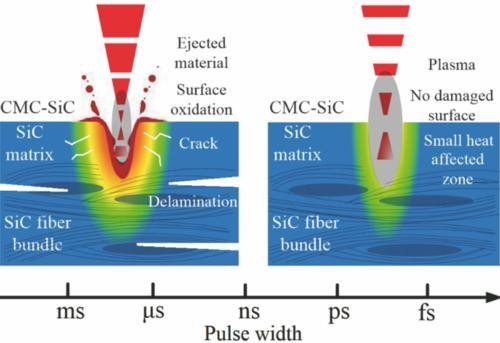 Ejected
material
Surface
oxidation
CMC-SiC
SiC
matrix
Crack
Delamination
SiC fiber
bundle
Plasma
No damaged
surface
CMC-SiC
SiC
matrix
Small heat
affected
zone
SiC fiber
bundle
ms
μs
ns
ps
fs
Pulse width